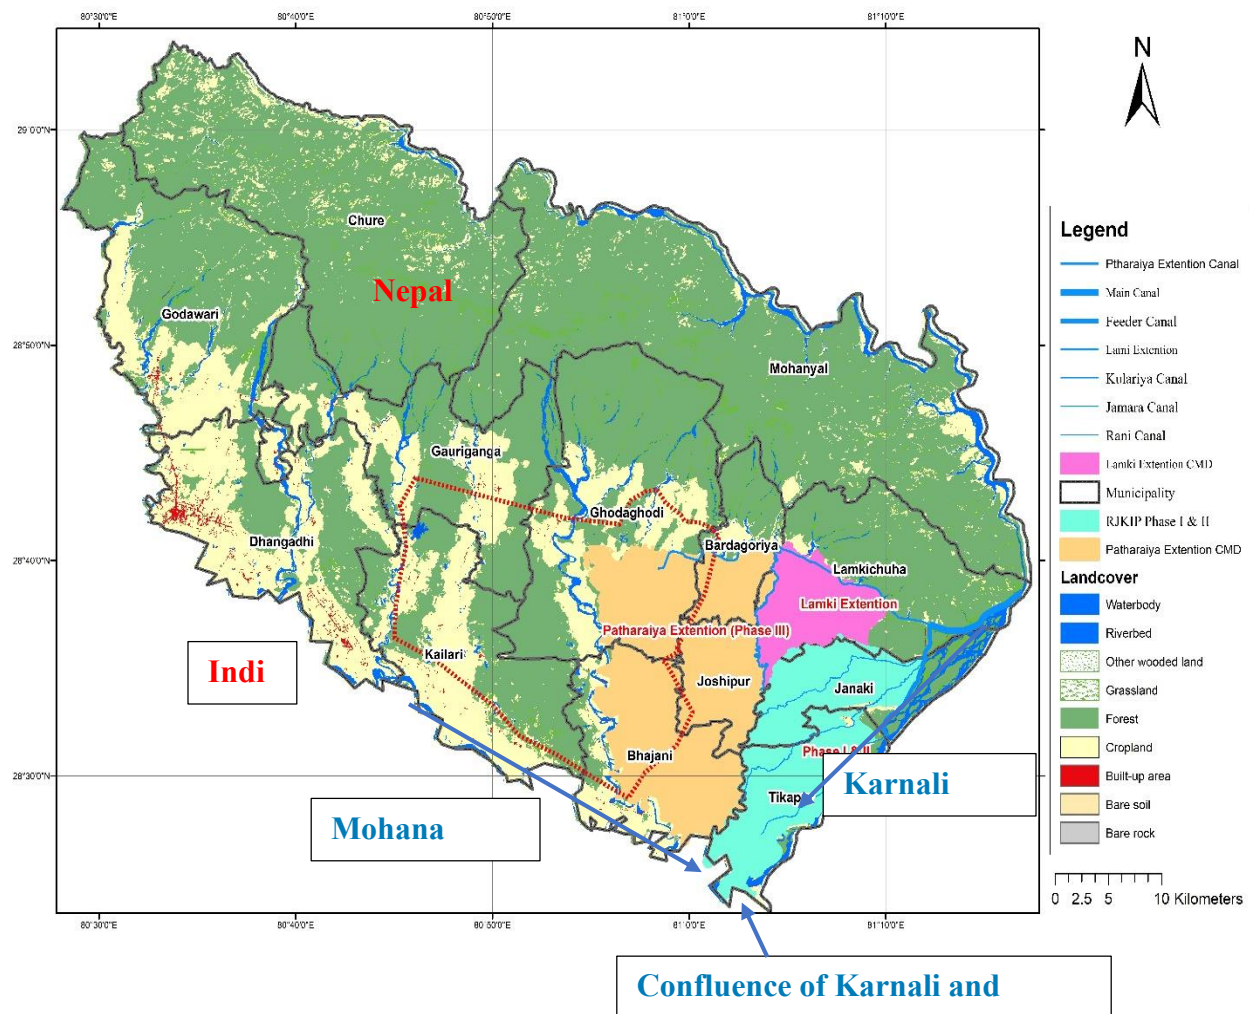 80°30'0"E 80°40'0"E 80°50'0"E 81°0'0"E 81°10'0"E
N
29°0'0"N
Chure
Nepal
Godawari
28°50'0"N
Mohanyal
Gauriganga
Ghodaghodi
Dhangadhi
Bardagoriya
28°40'0"N
Lamkichuha
Lamki Extention
Patharaiya Extention (Phase III)
Kailari
Indi
Joshipur
Janaki
Bhajani
Phase I & II
28°30'0"N
Karnali
Tikap
Mohana
80°30'0"E 80°40'0"E 80°50'0"E 81°0'0"E 81°10'0"E
Confluence of Karnali and
Legend
Ptharaiya Extention Canal
Main Canal
Feeder Canal
Lami Extention
Kulariya Canal
Jamara Canal
Rani Canal
Lamki Extention CMD
Municipality
RJKIP Phase I & II
Patharaiya Extention CMD
Landcover
Waterbody
Riverbed
Other wooded land
Grassland
Forest
Cropland
Built-up area
Bare soil
Bare rock
0 2.5 5 10 Kilometers